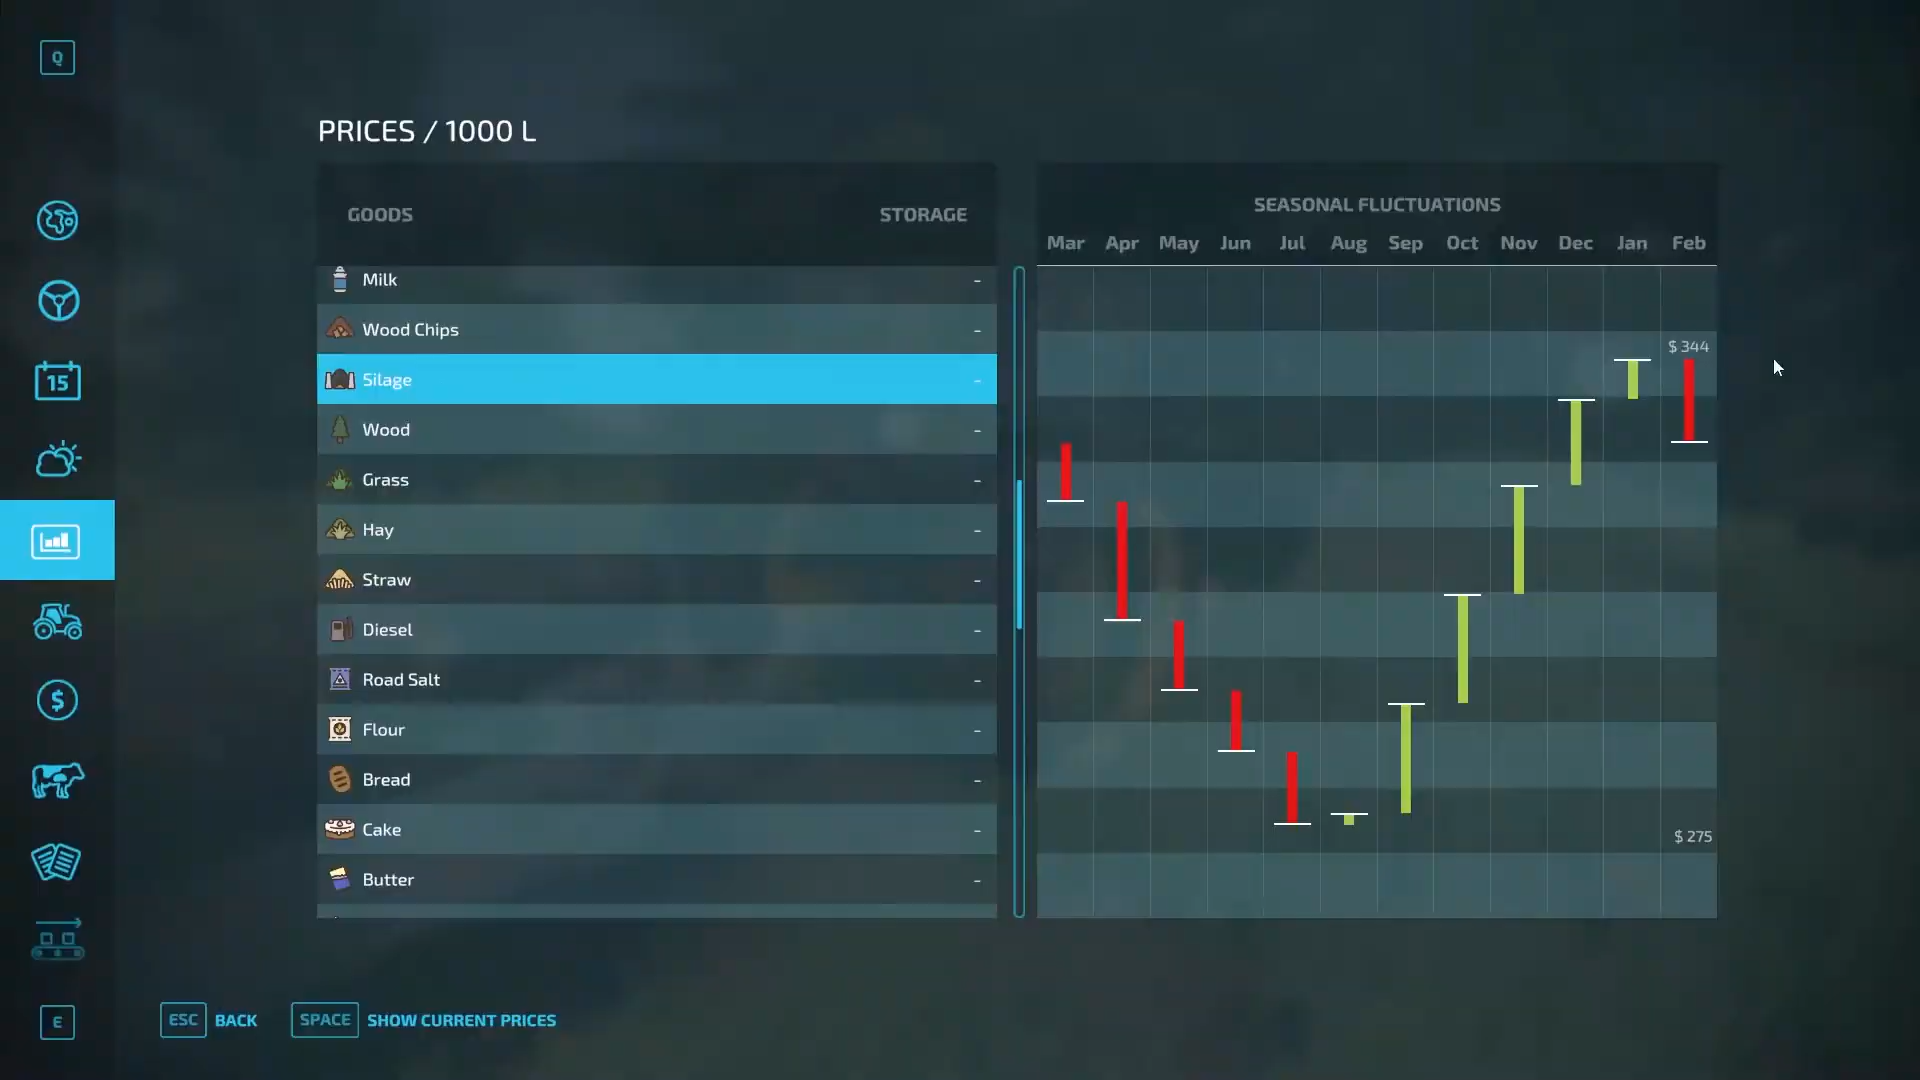 Q
PRICES / 1000 L
GOODS STORAGE
SEASONAL FLUCTUATIONS
Mar Apr May Jun Jul Aug Sep Oct Nov Dec Jan Feb
Milk -
Wood Chips -
$ 344
15
Silage -
Wood -
Grass -
Hay -
Straw -
Diesel -
Road Salt -
$
Flour -
Bread -
Cake -
$ 275
Butter -
E
ESC BACK SPACE SHOW CURRENT PRICES